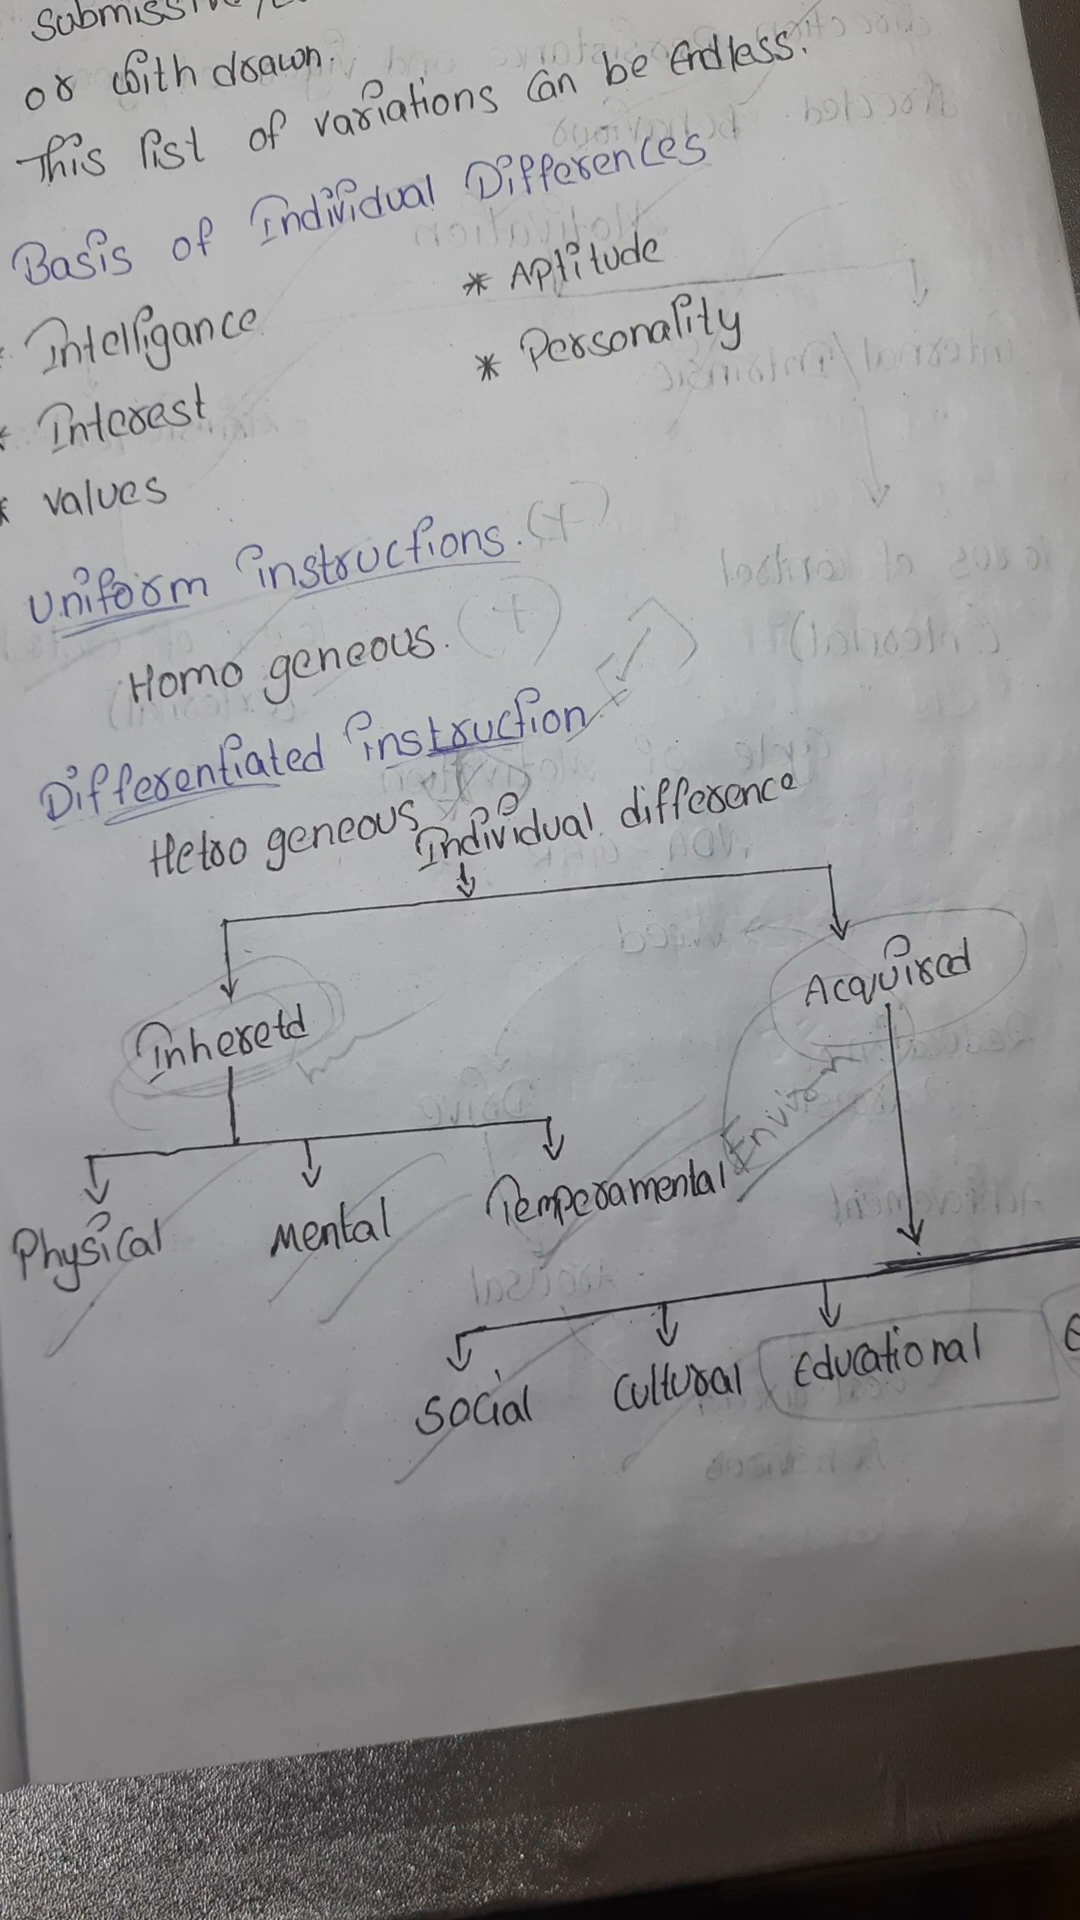 or with drawn.
This list of variations can be Endless.
Basis of Individual Differences
Intelligance
* Aptitude
* Interest
* Personality
* values
Uniform instructions. (+)
Homo geneous. (+)
Differentiated instruction
Hetro geneous
Individual difference
Inheretd
Acquired
Physical
Mental
Temperamental
Social
Cultural
Educational